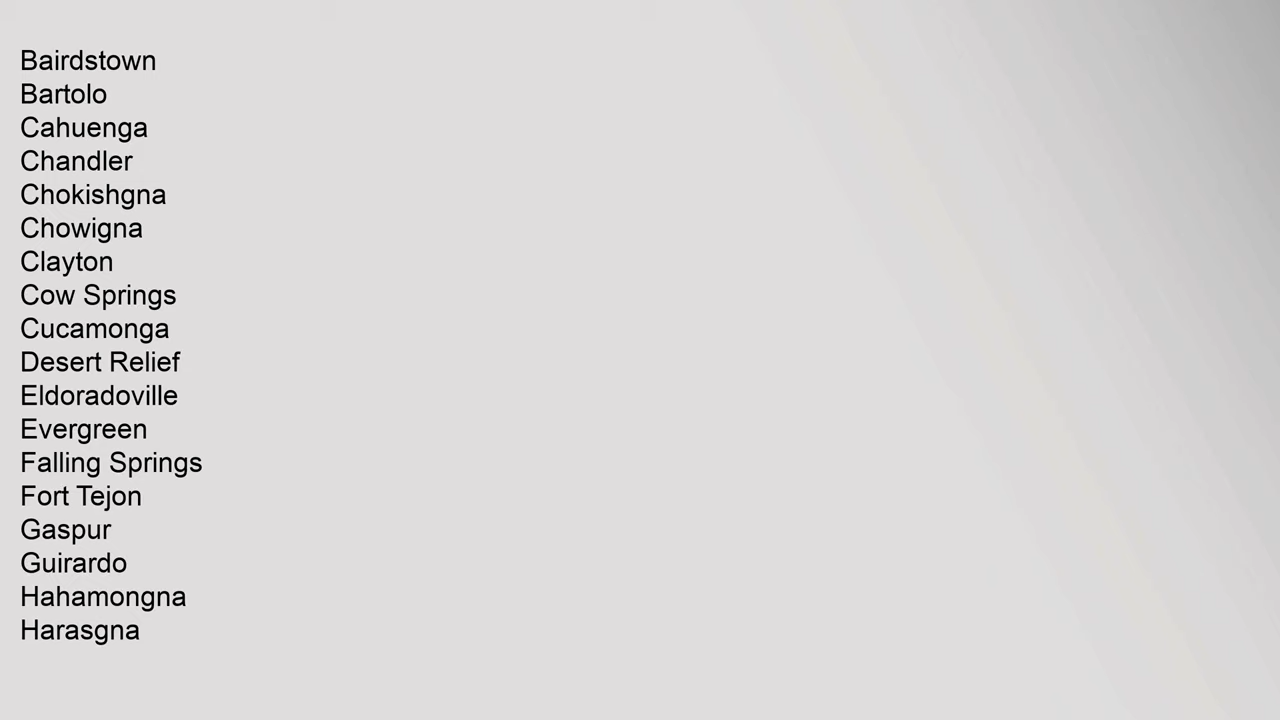 Bairdstown
Bartolo
Cahuenga
Chandler
Chokishgna
Chowigna
Clayton
Cow Springs
Cucamonga
Desert Relief
Eldoradoville
Evergreen
Falling Springs
Fort Tejon
Gaspur
Guirardo
Hahamongna
Harasgna